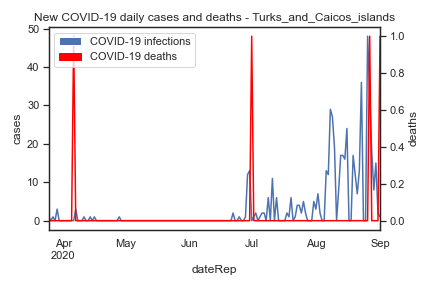 New COVID-19 daily cases and deaths - Turks_and_Caicos_islands
COVID-19 infections
COVID-19 deaths
50
40
30
20
10
0
cases
1.0
0.8
0.6
0.4
0.2
0.0
deaths
Apr
2020
May
Jun
Jul
Aug
Sep
dateRep